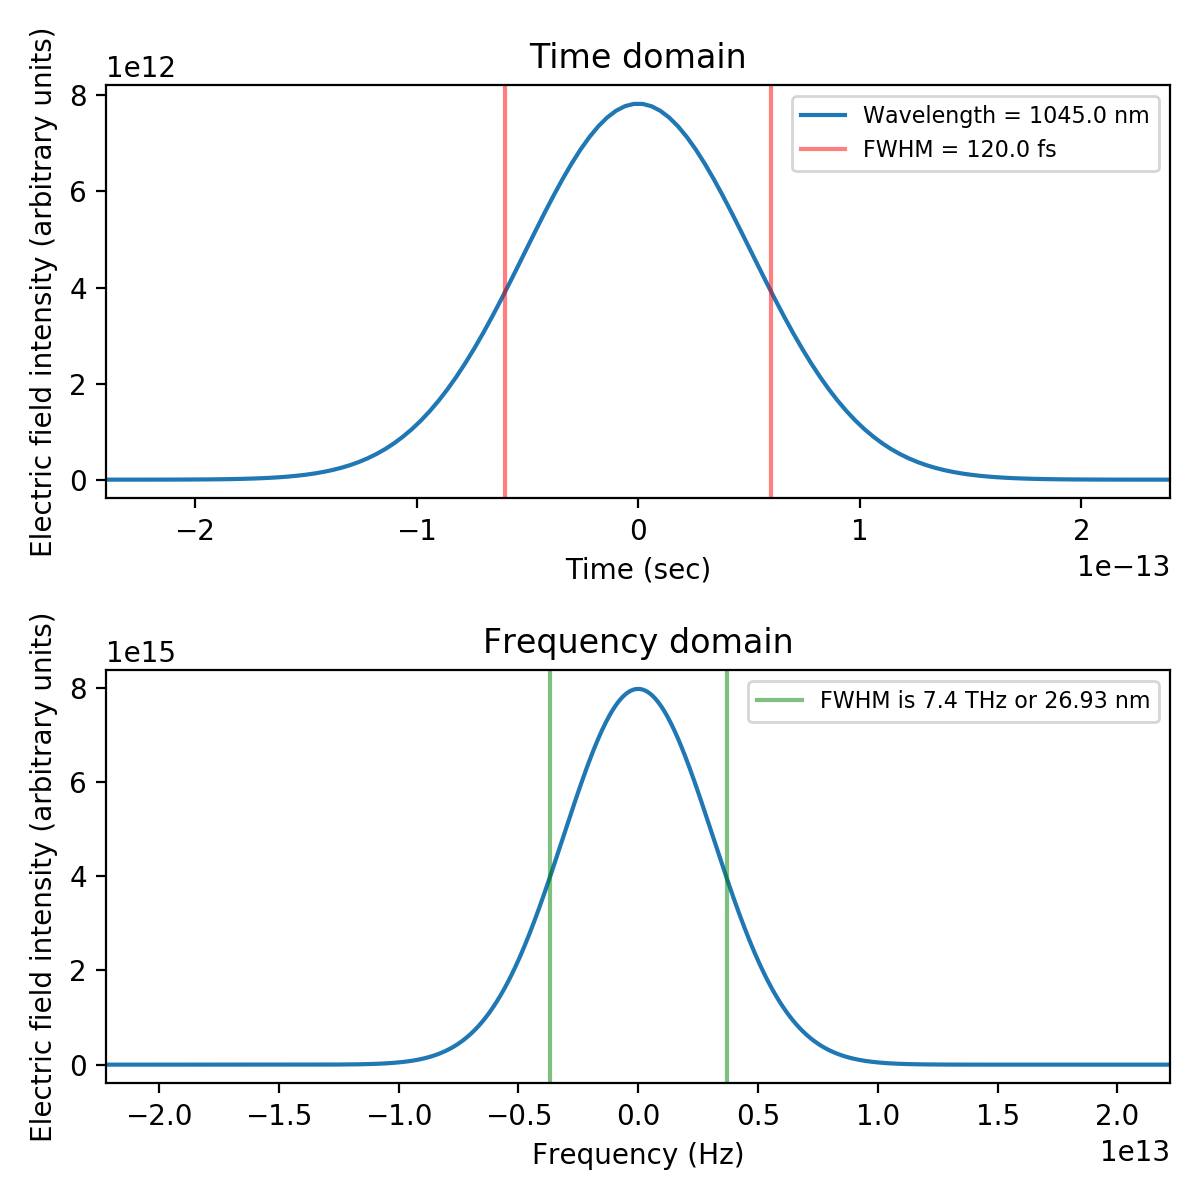 Time domain
1e12
Electric field intensity (arbitrary units)
8
6
4
2
0
Wavelength = 1045.0 nm
FWHM = 120.0 fs
−2
−1
0
1
2
Time (sec)
1e−13
Frequency domain
1e15
Electric field intensity (arbitrary units)
8
6
4
2
0
FWHM is 7.4 THz or 26.93 nm
−2.0
−1.5
−1.0
−0.5
0.0
0.5
1.0
1.5
2.0
Frequency (Hz)
1e13